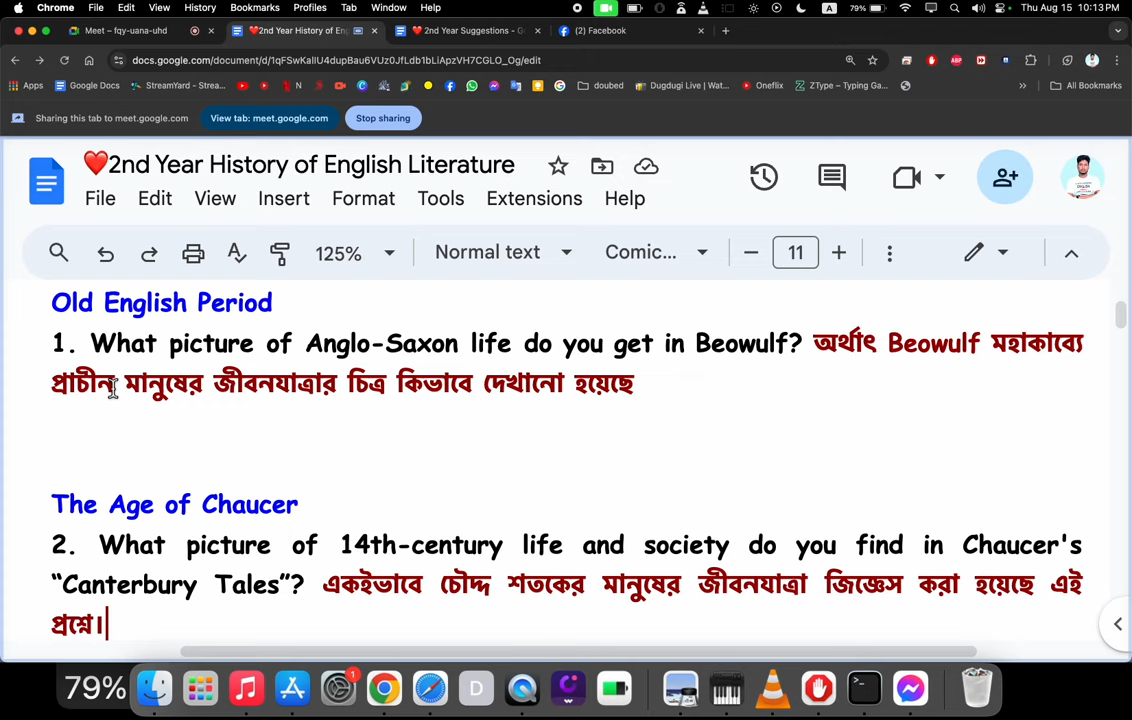 Chrome File Edit View History Bookmarks Profiles Tab Window Help A 79% Thu Aug 15 10:13 PM
Meet – fqy-uana-uhd ❤️2nd Year History of En ❤️2nd Year Suggestions - G (2) Facebook
docs.google.com/document/d/1qFSwKalIU4dupBau6VUz0JfLdb1bLiApzVH7CGLO_Og/edit
Apps Google Docs StreamYard - Strea... doubed Dugdugi Live | Wat... Oneflix ZType – Typing Ga... » All Bookmarks
Sharing this tab to meet.google.com View tab: meet.google.com Stop sharing
❤️2nd Year History of English Literature
File Edit View Insert Format Tools Extensions Help
125% Normal text Comic... 11
Old English Period
1. What picture of Anglo-Saxon life do you get in Beowulf? অর্থাৎ Beowulf মহাকাব্যে
প্রাচীন মানুষের জীবনযাত্রার চিত্র কিভাবে দেখানো হয়েছে
The Age of Chaucer
2. What picture of 14th-century life and society do you find in Chaucer's
“Canterbury Tales”? একইভাবে চৌদ্দ শতকের মানুষের জীবনযাত্রা জিজ্ঞেস করা হয়েছে এই
প্রশ্নে।
79%